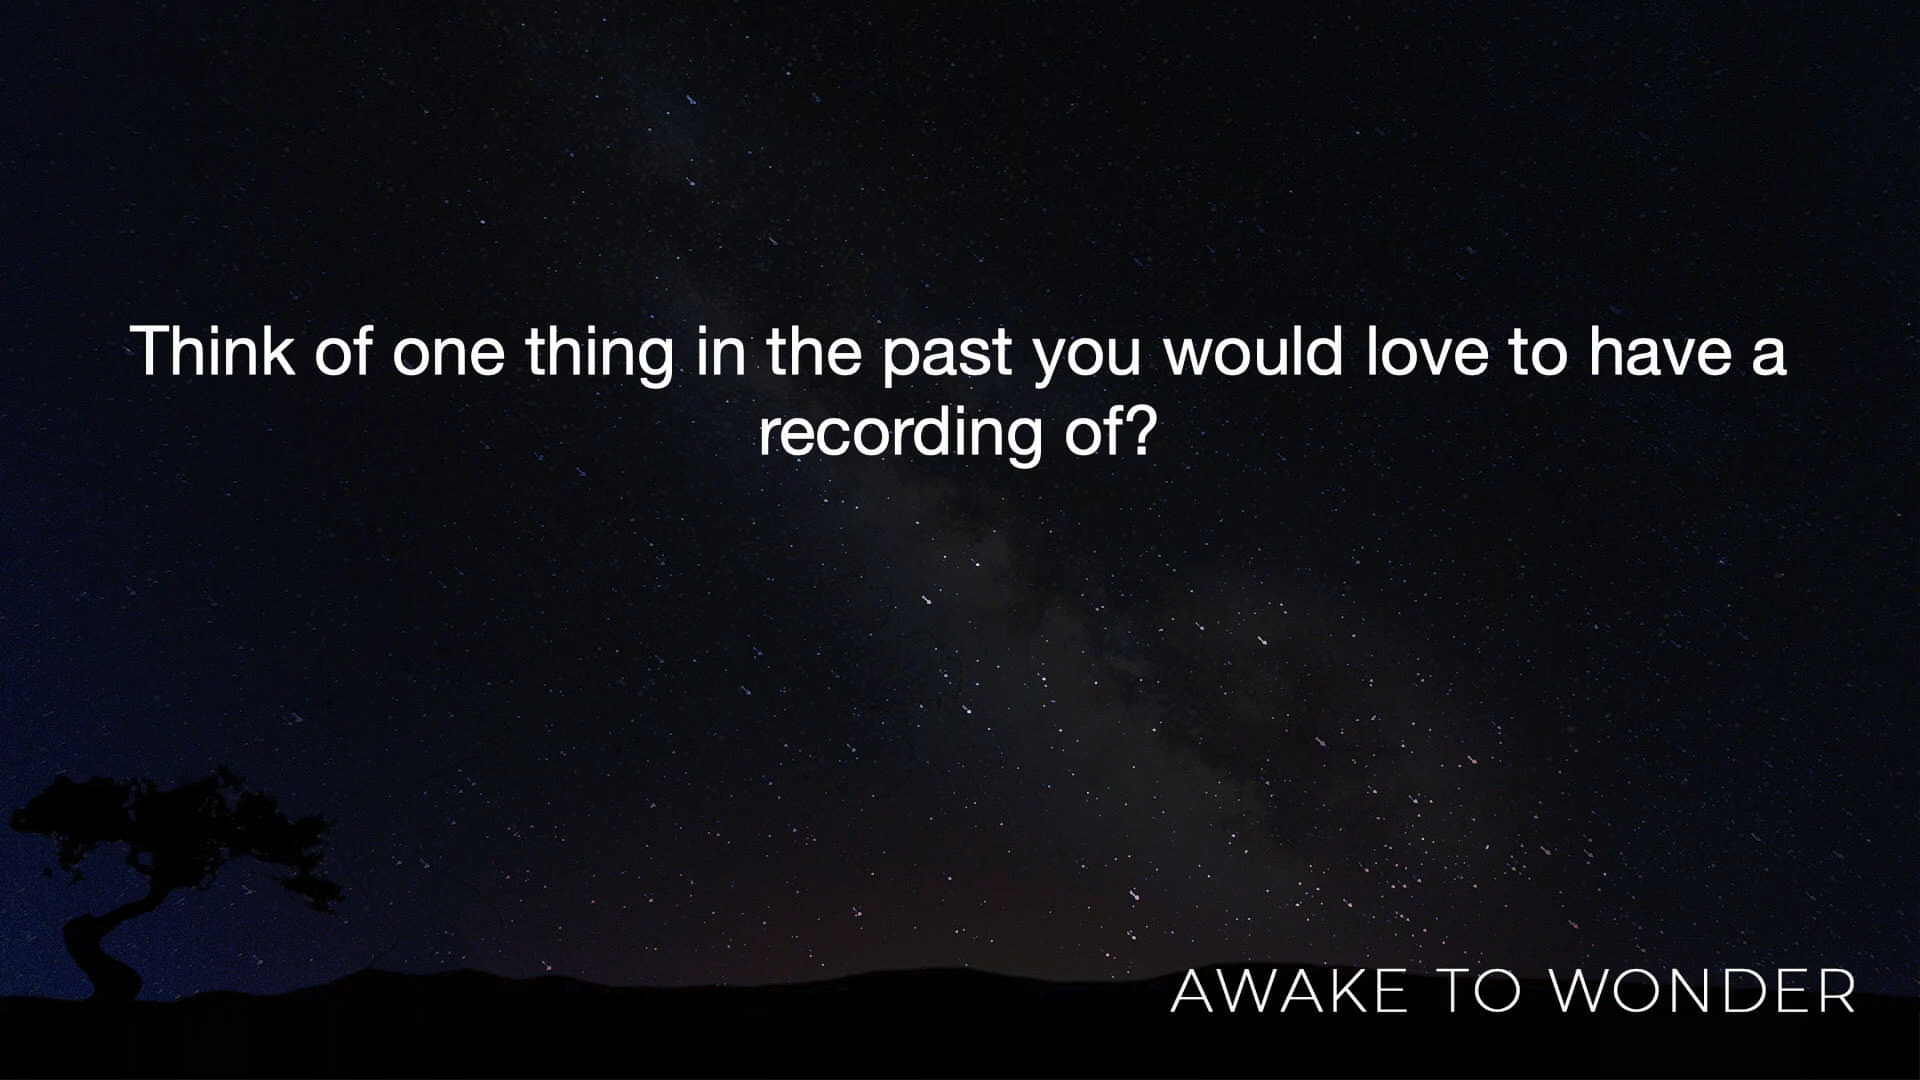 Think of one thing in the past you would love to have a
recording of?
AWAKE TO WONDER